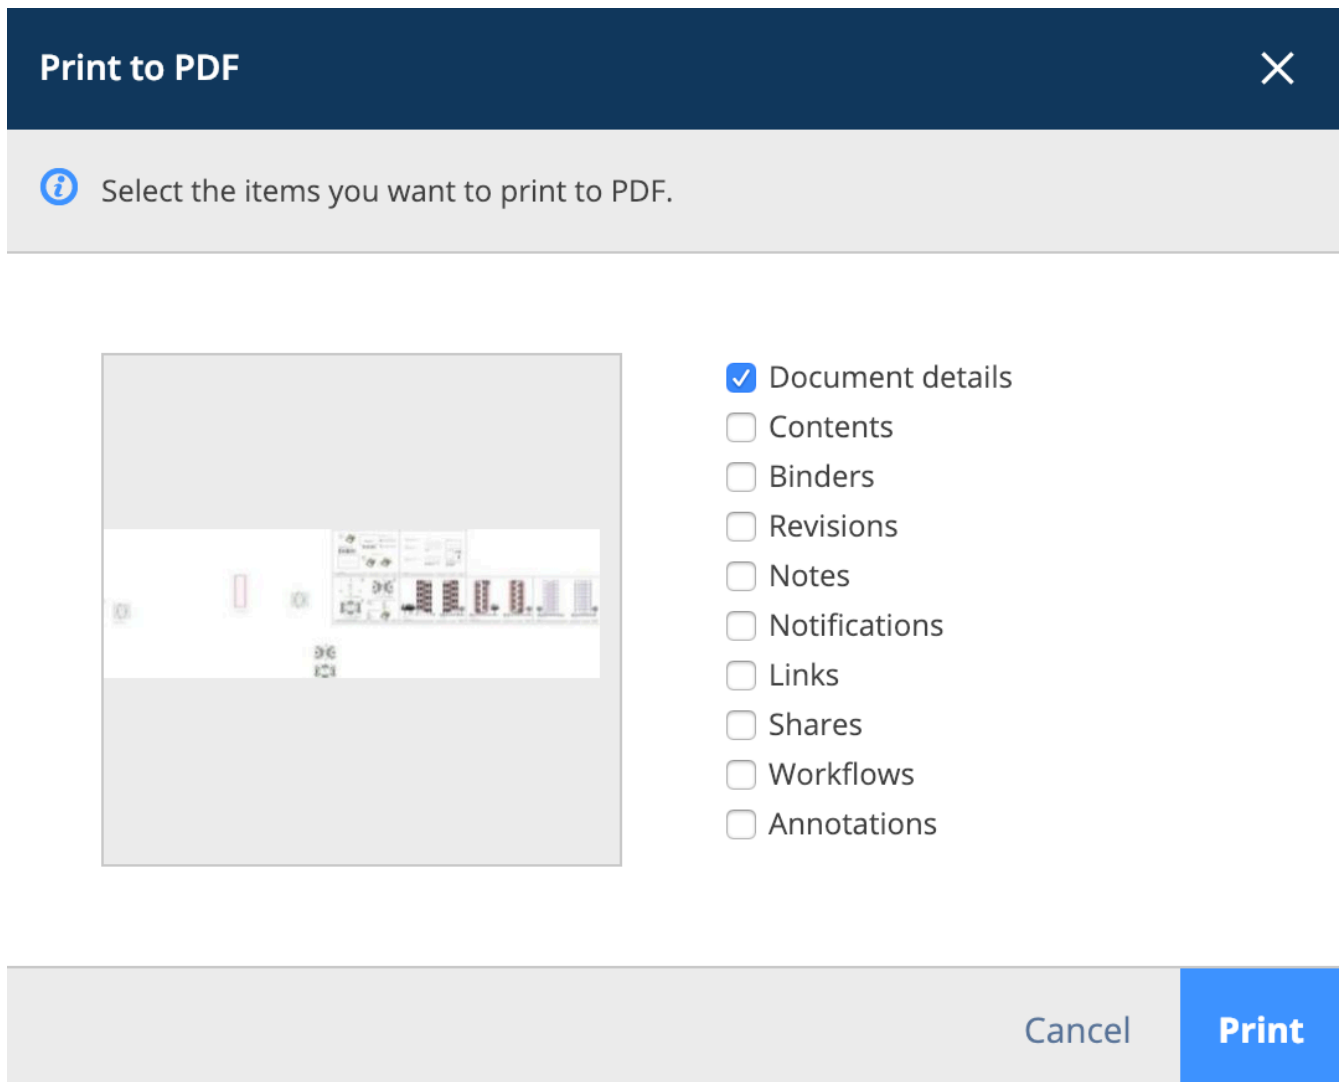 Print to PDF
Select the items you want to print to PDF.
Document details
Contents
Binders
Revisions
Notes
Notifications
Links
Shares
Workflows
Annotations
Cancel
Print